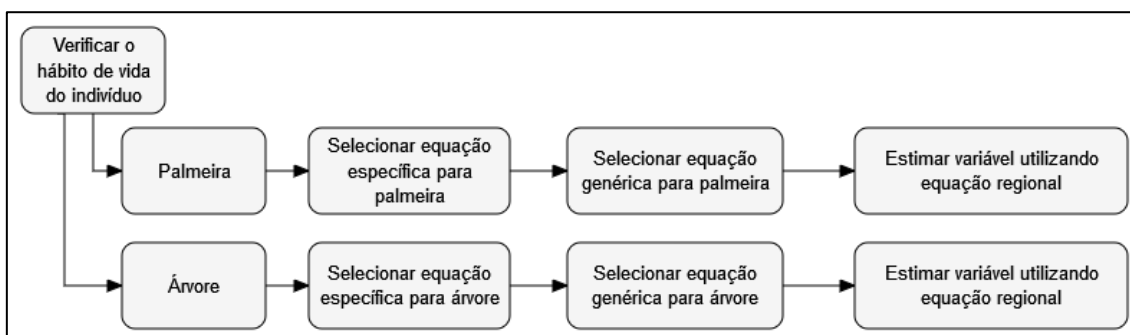 Verificar o
hábito de vida
do indivíduo
Palmeira
Selecionar equação
específica para
palmeira
Selecionar equação
genérica para palmeira
Estimar variável utilizando
equação regional
Árvore
Selecionar equação
específica para árvore
Selecionar equação
genérica para árvore
Estimar variável utilizando
equação regional